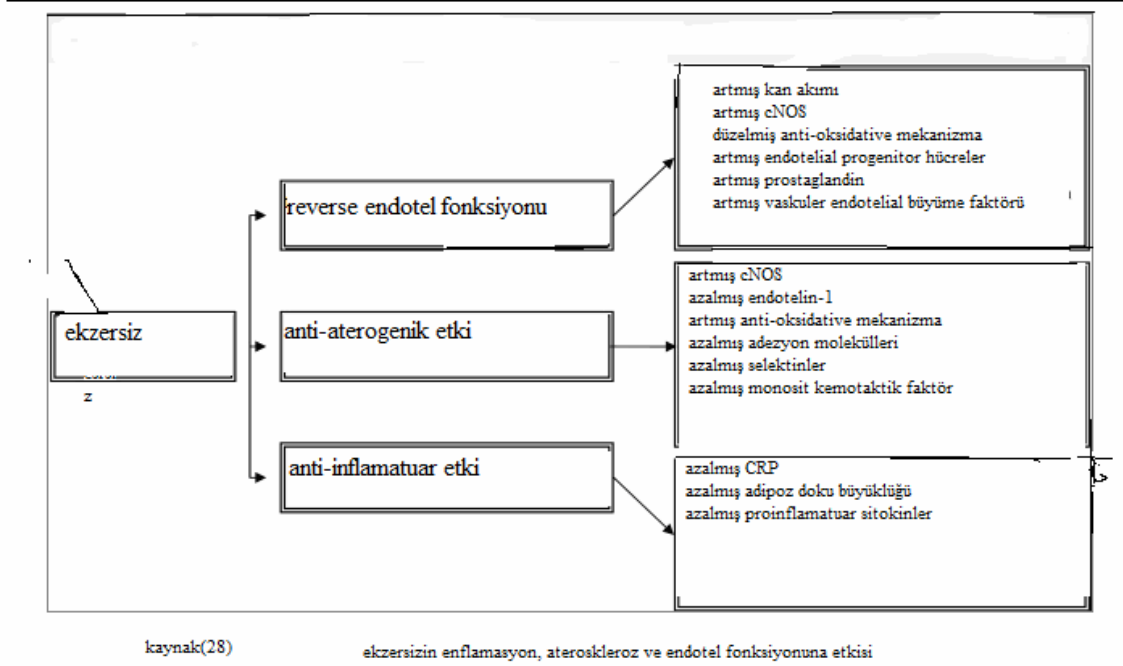 artmış kan akımı
artmış cNOS
düzelmiş anti-oksidative mekanizma
artmış endotelial progenitor hücreler
artmış prostaglandin
artmış vaskuler endotelial büyüme faktörü
reverse endotel fonksiyonu
artmış cNOS
azalmış endotelin-1
artmış anti-oksidative mekanizma
azalmış adezyon molekülleri
azalmış selektinler
azalmış monosit kemotaktik faktör
ekzersiz
z
anti-aterogenik etki
anti-inflamatuar etki
azalmış CRP
azalmış adipoz doku büyüklüğü
azalmış proinflamatuar sitokinler
kaynak(28)
ekzersizin enflamasyon, ateroskleroz ve endotel fonksiyonuna etkisi